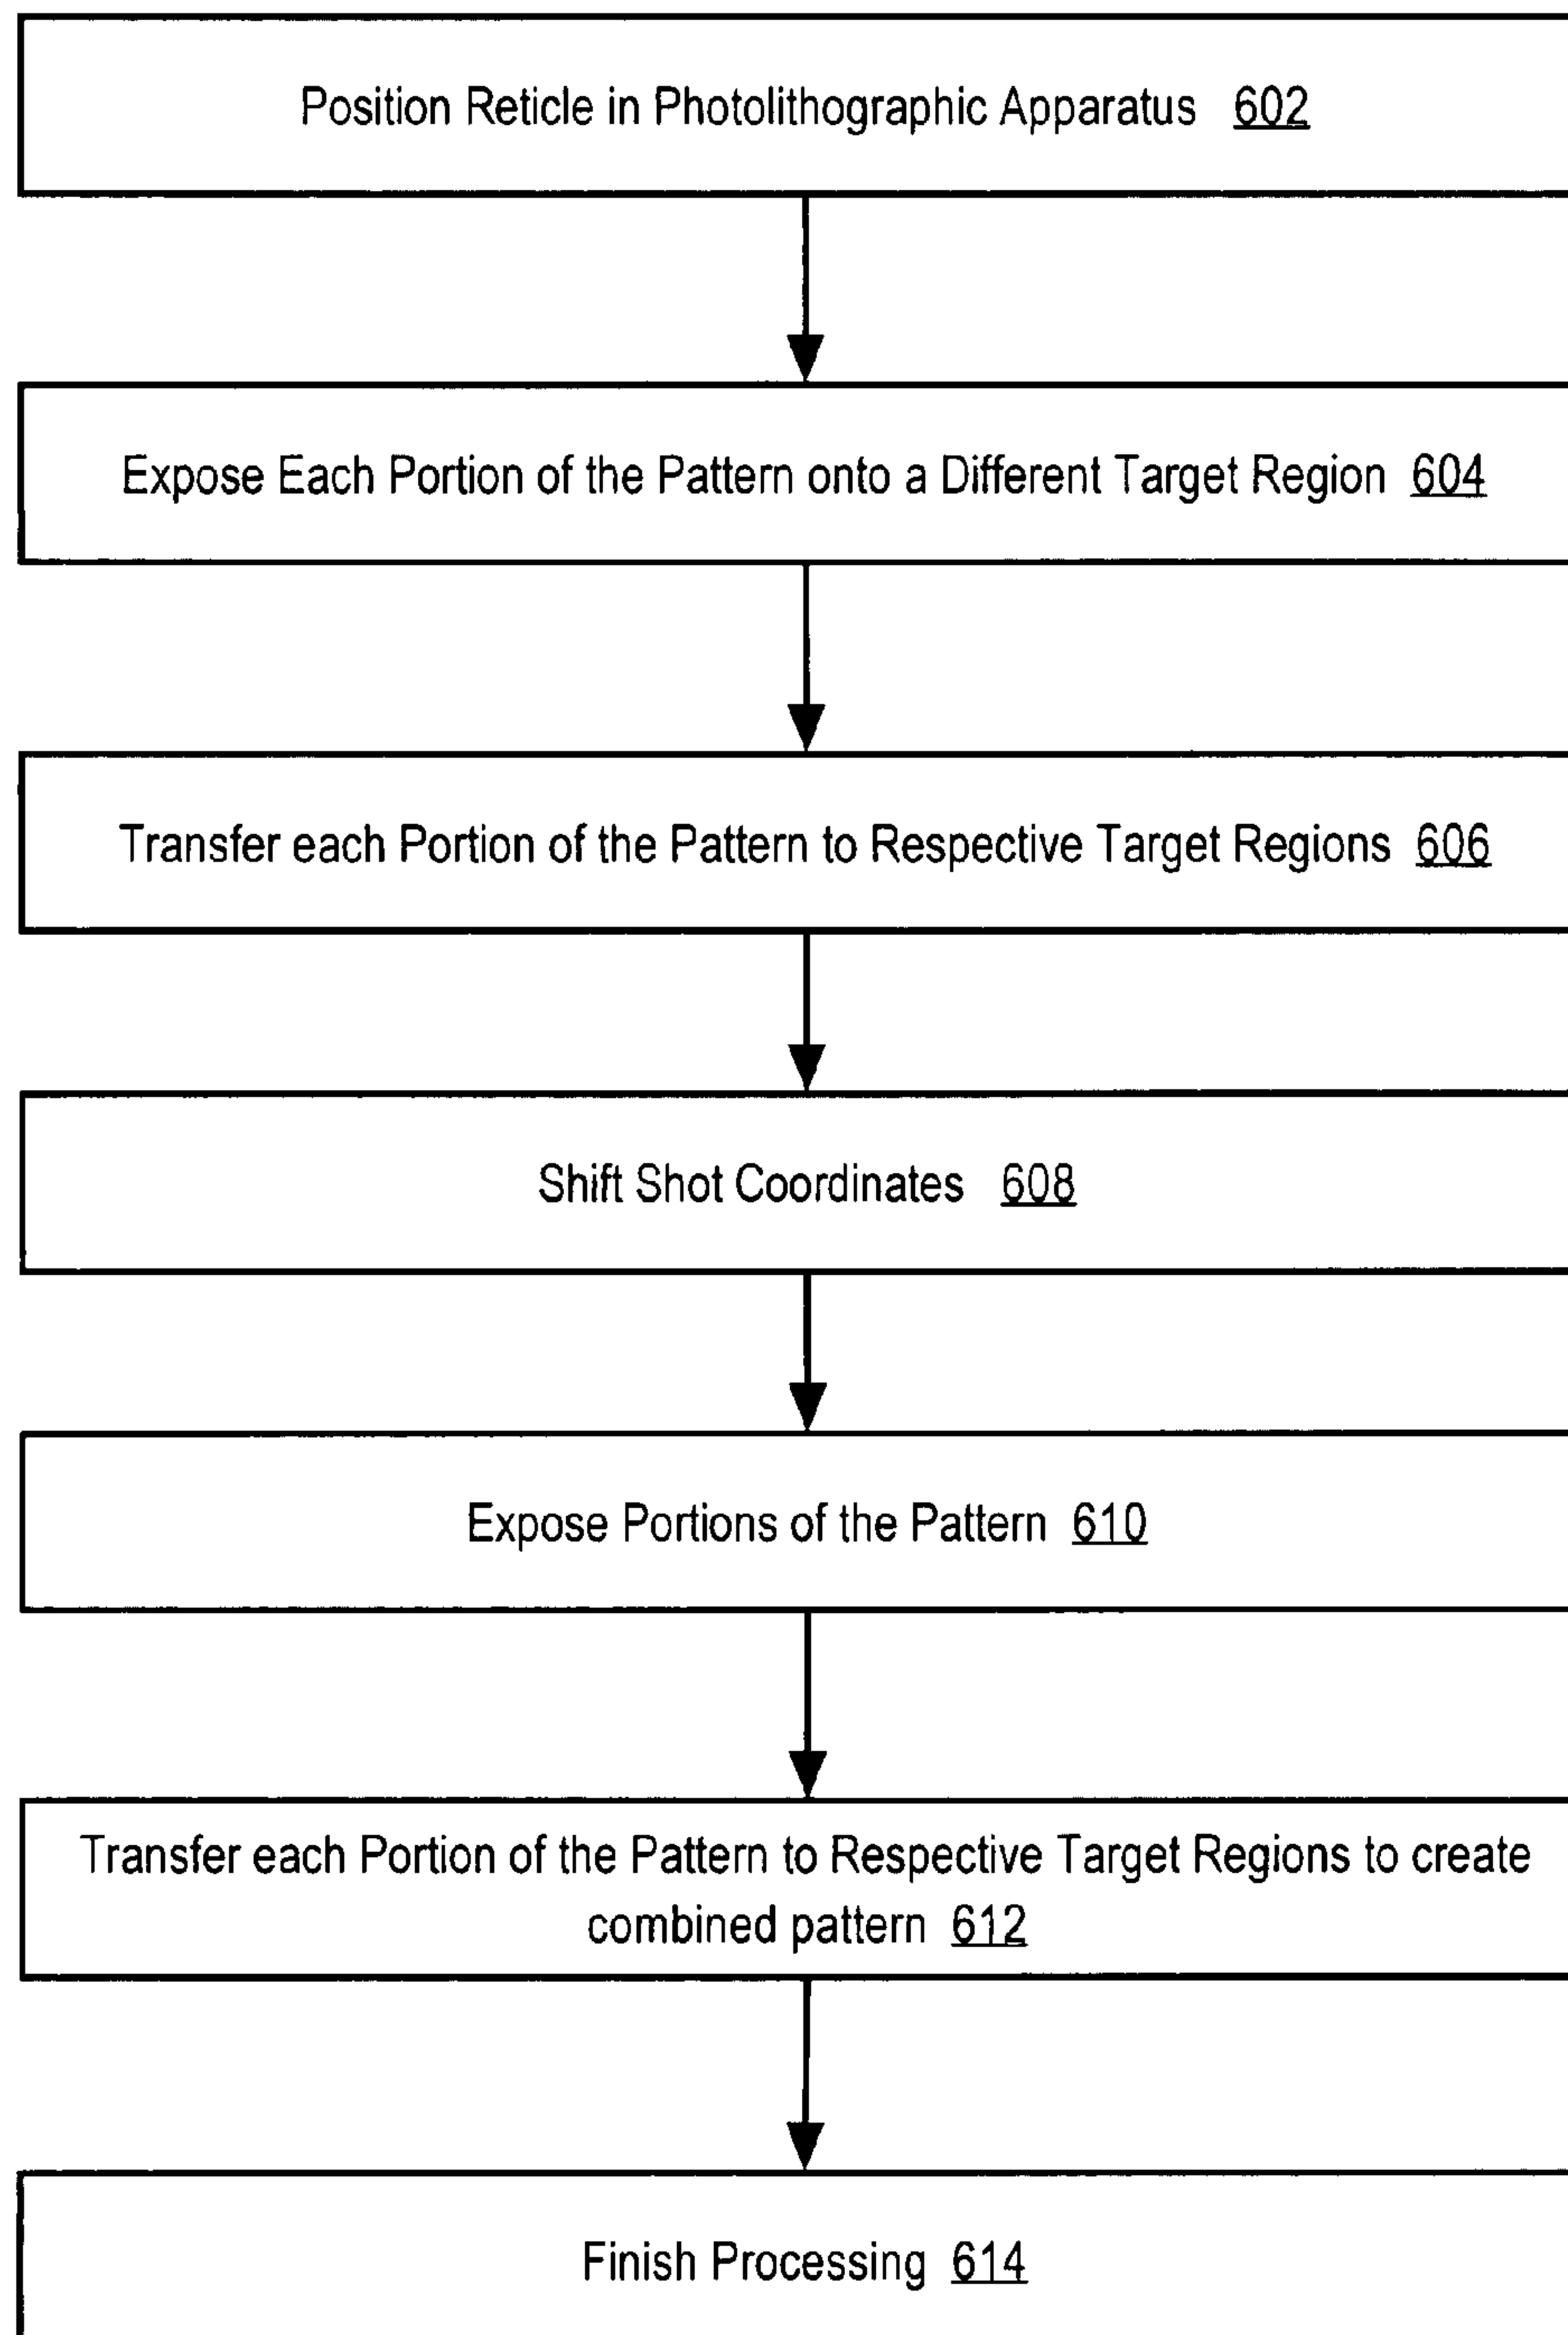 Position Reticle in Photolithographic Apparatus 602
Expose Each Portion of the Pattern onto a Different Target Region 604
Transfer each Portion of the Pattern to Respective Target Regions 606
Shift Shot Coordinates 608
Expose Portions of the Pattern 610
Transfer each Portion of the Pattern to Respective Target Regions to create
combined pattern 612
Finish Processing 614